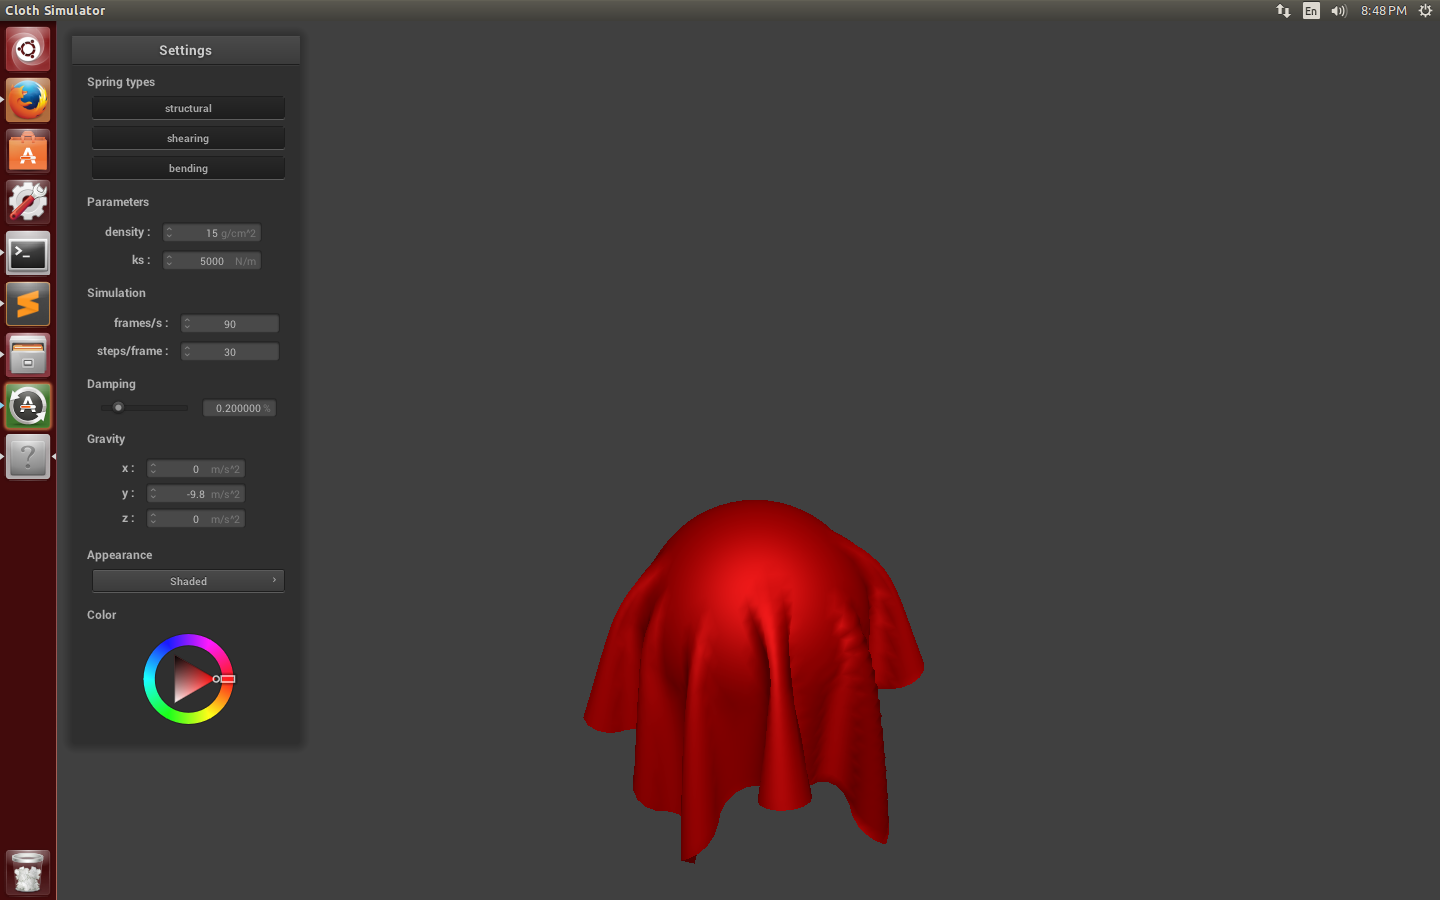 Cloth Simulator
En
8:48 PM
Settings
Spring types
structural
shearing
bending
Parameters
density : 15 g/cm^2
ks : 5000 N/m
Simulation
frames/s : 90
steps/frame : 30
Damping
0.200000 %
Gravity
x : 0 m/s^2
y : -9.8 m/s^2
z : 0 m/s^2
Appearance
Shaded
Color